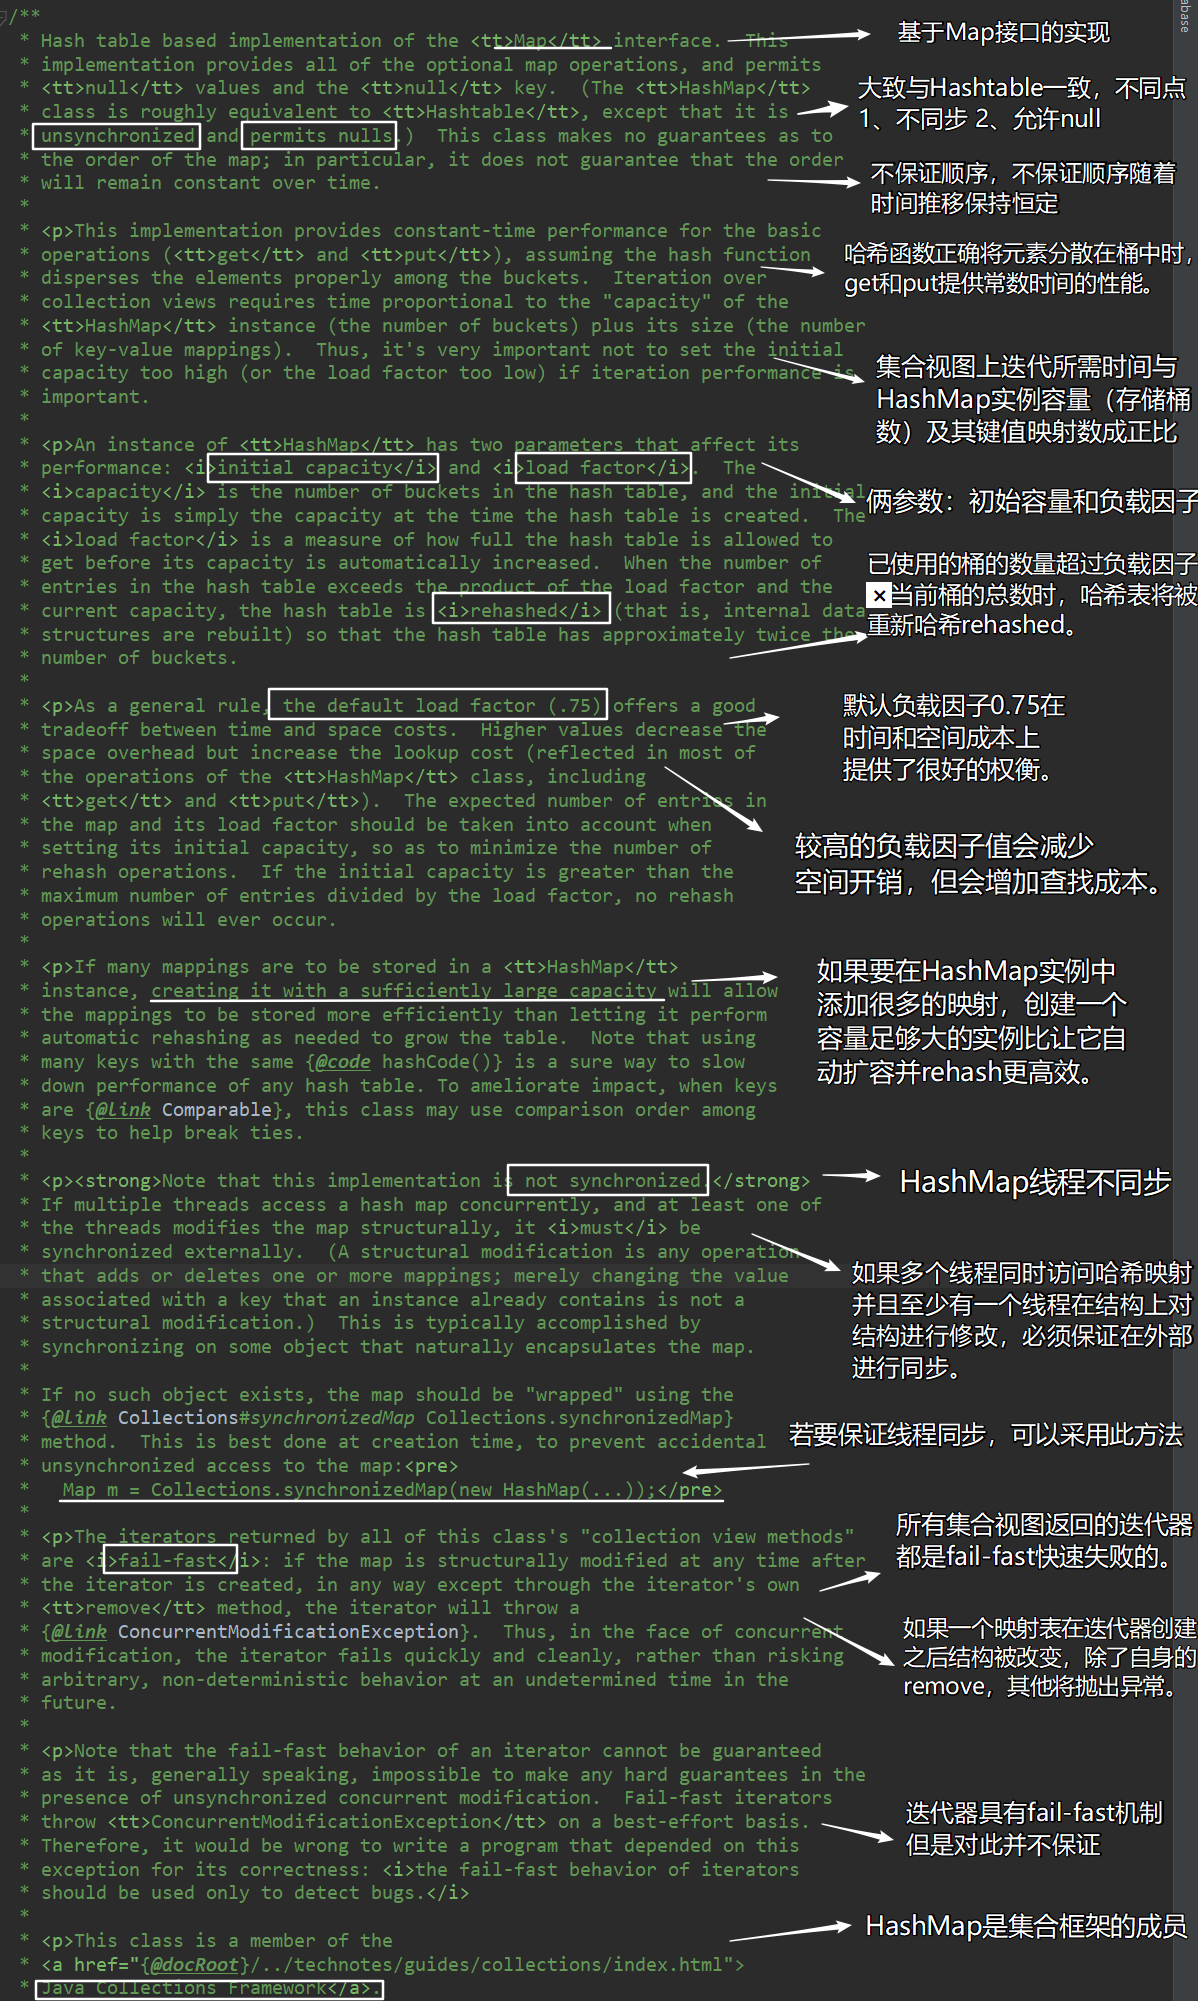 abase
/**
* Hash table based implementation of the <tt>Map</tt> interface.  This
* implementation provides all of the optional map operations, and permits
* <tt>null</tt> values and the <tt>null</tt> key.  (The <tt>HashMap</tt>
* class is roughly equivalent to <tt>Hashtable</tt>, except that it is
* unsynchronized and permits nulls.)  This class makes no guarantees as to
* the order of the map; in particular, it does not guarantee that the order
* will remain constant over time.
*
* <p>This implementation provides constant-time performance for the basic
* operations (<tt>get</tt> and <tt>put</tt>), assuming the hash function
* disperses the elements properly among the buckets.  Iteration over
* collection views requires time proportional to the "capacity" of the
* <tt>HashMap</tt> instance (the number of buckets) plus its size (the number
* of key-value mappings).  Thus, it's very important not to set the initial
* capacity too high (or the load factor too low) if iteration performance is
* important.
*
* <p>An instance of <tt>HashMap</tt> has two parameters that affect its
* performance: <i>initial capacity</i> and <i>load factor</i>.  The
* <i>capacity</i> is the number of buckets in the hash table, and the initial
* capacity is simply the capacity at the time the hash table is created.  The
* <i>load factor</i> is a measure of how full the hash table is allowed to
* get before its capacity is automatically increased.  When the number of
* entries in the hash table exceeds the product of the load factor and the
* current capacity, the hash table is <i>rehashed</i> (that is, internal data
* structures are rebuilt) so that the hash table has approximately twice the
* number of buckets.
*
* <p>As a general rule, the default load factor (.75) offers a good
* tradeoff between time and space costs.  Higher values decrease the
* space overhead but increase the lookup cost (reflected in most of
* the operations of the <tt>HashMap</tt> class, including
* <tt>get</tt> and <tt>put</tt>).  The expected number of entries in
* the map and its load factor should be taken into account when
* setting its initial capacity, so as to minimize the number of
* rehash operations.  If the initial capacity is greater than the
* maximum number of entries divided by the load factor, no rehash
* operations will ever occur.
*
* <p>If many mappings are to be stored in a <tt>HashMap</tt>
* instance, creating it with a sufficiently large capacity will allow
* the mappings to be stored more efficiently than letting it perform
* automatic rehashing as needed to grow the table.  Note that using
* many keys with the same {@code hashCode()} is a sure way to slow
* down performance of any hash table. To ameliorate impact, when keys
* are {@link Comparable}, this class may use comparison order among
* keys to help break ties.
*
* <p><strong>Note that this implementation is not synchronized.</strong>
* If multiple threads access a hash map concurrently, and at least one of
* the threads modifies the map structurally, it <i>must</i> be
* synchronized externally.  (A structural modification is any operation
* that adds or deletes one or more mappings; merely changing the value
* associated with a key that an instance already contains is not a
* structural modification.)  This is typically accomplished by
* synchronizing on some object that naturally encapsulates the map.
*
* If no such object exists, the map should be "wrapped" using the
* {@link Collections#synchronizedMap Collections.synchronizedMap}
* method.  This is best done at creation time, to prevent accidental
* unsynchronized access to the map:<pre>
*   Map m = Collections.synchronizedMap(new HashMap(...));</pre>
*
* <p>The iterators returned by all of this class's "collection view methods"
* are <i>fail-fast</i>: if the map is structurally modified at any time after
* the iterator is created, in any way except through the iterator's own
* <tt>remove</tt> method, the iterator will throw a
* {@link ConcurrentModificationException}.  Thus, in the face of concurrent
* modification, the iterator fails quickly and cleanly, rather than risking
* arbitrary, non-deterministic behavior at an undetermined time in the
* future.
*
* <p>Note that the fail-fast behavior of an iterator cannot be guaranteed
* as it is, generally speaking, impossible to make any hard guarantees in the
* presence of unsynchronized concurrent modification.  Fail-fast iterators
* throw <tt>ConcurrentModificationException</tt> on a best-effort basis.
* Therefore, it would be wrong to write a program that depended on this
* exception for its correctness: <i>the fail-fast behavior of iterators
* should be used only to detect bugs.</i>
*
* <p>This class is a member of the
* <a href="{@docRoot}/../technotes/guides/collections/index.html">
* Java Collections Framework</a>.
基于Map接口的实现
大致与Hashtable一致，不同点
1、不同步 2、允许null
不保证顺序，不保证顺序随着
时间推移保持恒定
哈希函数正确将元素分散在桶中时，
get和put提供常数时间的性能。
集合视图上迭代所需时间与
HashMap实例容量（存储桶
数）及其键值映射数成正比
俩参数：初始容量和负载因子
已使用的桶的数量超过负载因子
×当前桶的总数时，哈希表将被
重新哈希rehashed。
默认负载因子0.75在
时间和空间成本上
提供了很好的权衡。
较高的负载因子值会减少
空间开销，但会增加查找成本。
如果要在HashMap实例中
添加很多的映射，创建一个
容量足够大的实例比让它自
动扩容并rehash更高效。
HashMap线程不同步
如果多个线程同时访问哈希映射
并且至少有一个线程在结构上对
结构进行修改，必须保证在外部
进行同步。
若要保证线程同步，可以采用此方法
所有集合视图返回的迭代器
都是fail-fast快速失败的。
如果一个映射表在迭代器创建
之后结构被改变，除了自身的
remove，其他将抛出异常。
迭代器具有fail-fast机制
但是对此并不保证
HashMap是集合框架的成员